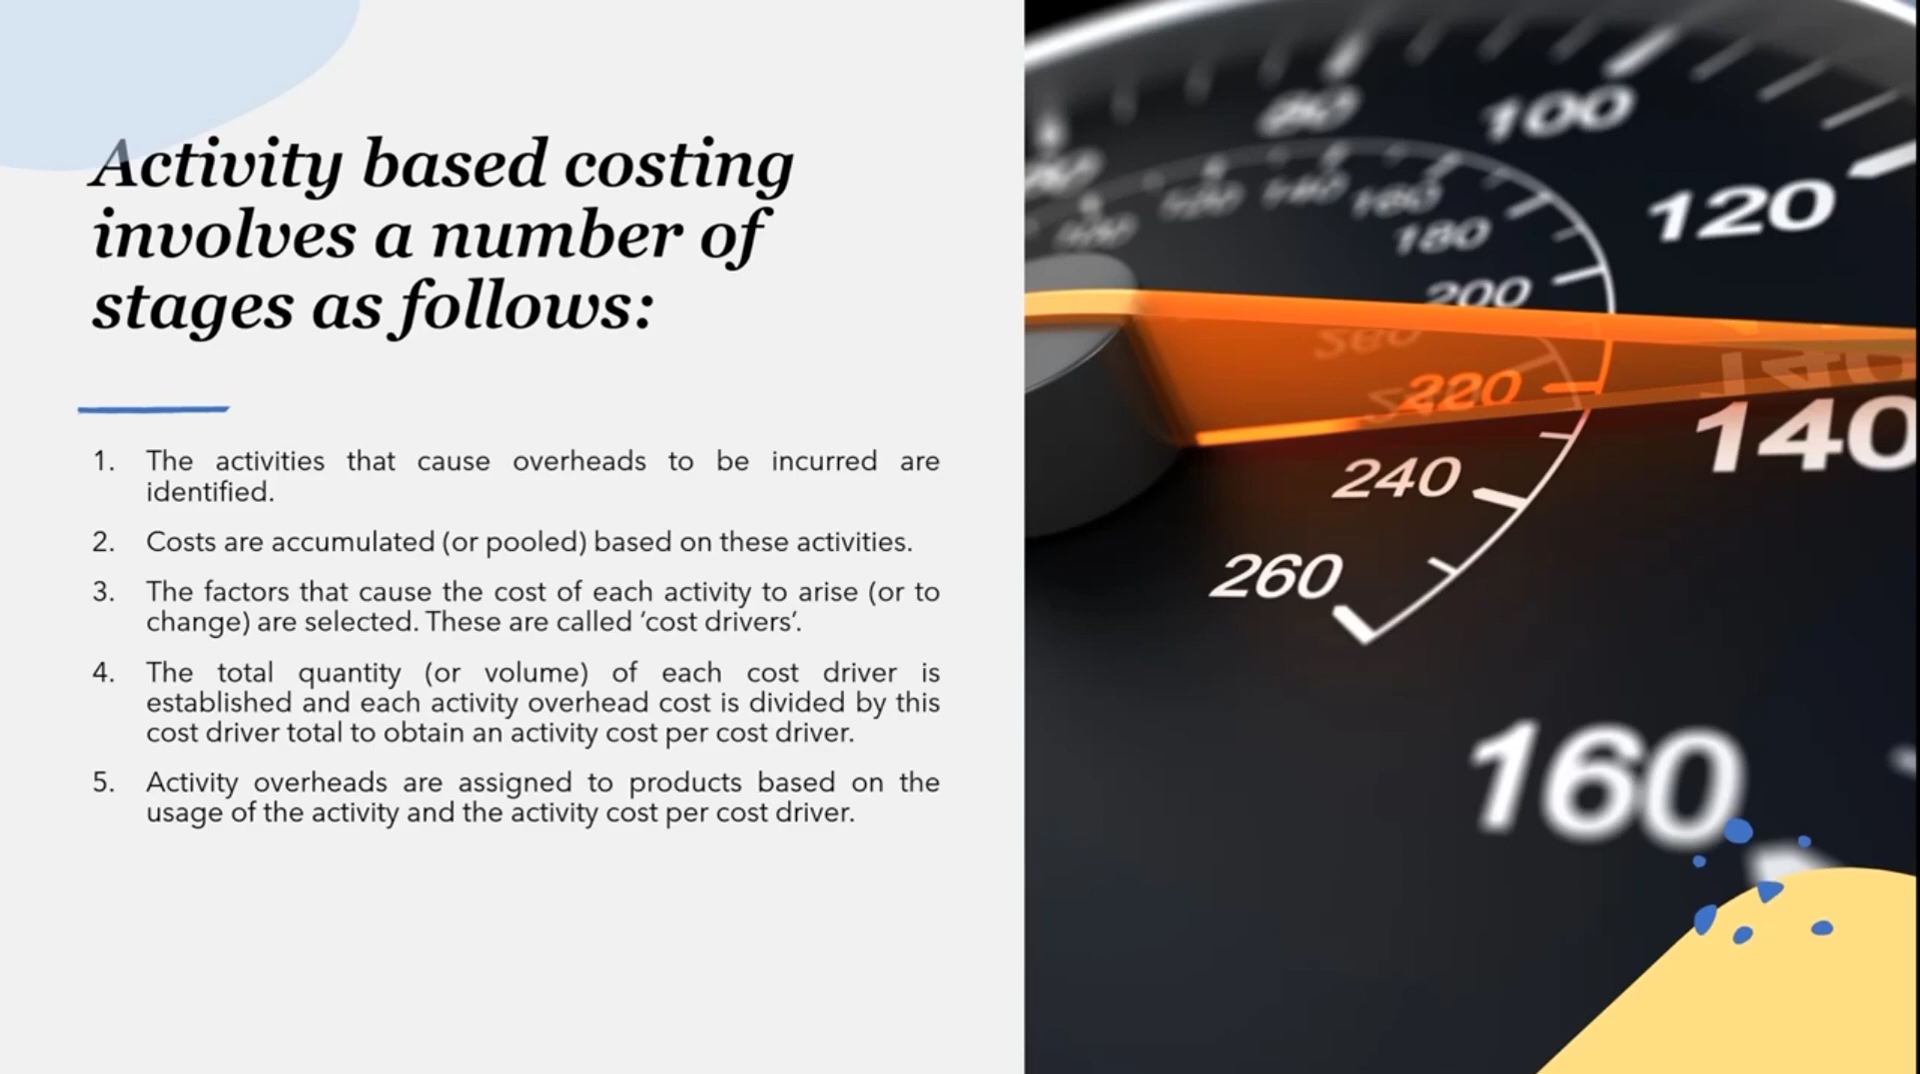 Activity based costing
involves a number of
stages as follows:
1. The activities that cause overheads to be incurred are
identified.
2. Costs are accumulated (or pooled) based on these activities.
3. The factors that cause the cost of each activity to arise (or to
change) are selected. These are called ‘cost drivers’.
4. The total quantity (or volume) of each cost driver is
established and each activity overhead cost is divided by this
cost driver total to obtain an activity cost per cost driver.
5. Activity overheads are assigned to products based on the
usage of the activity and the activity cost per cost driver.
80
100
120
140
160
120
140
160
180
200
220
240
260